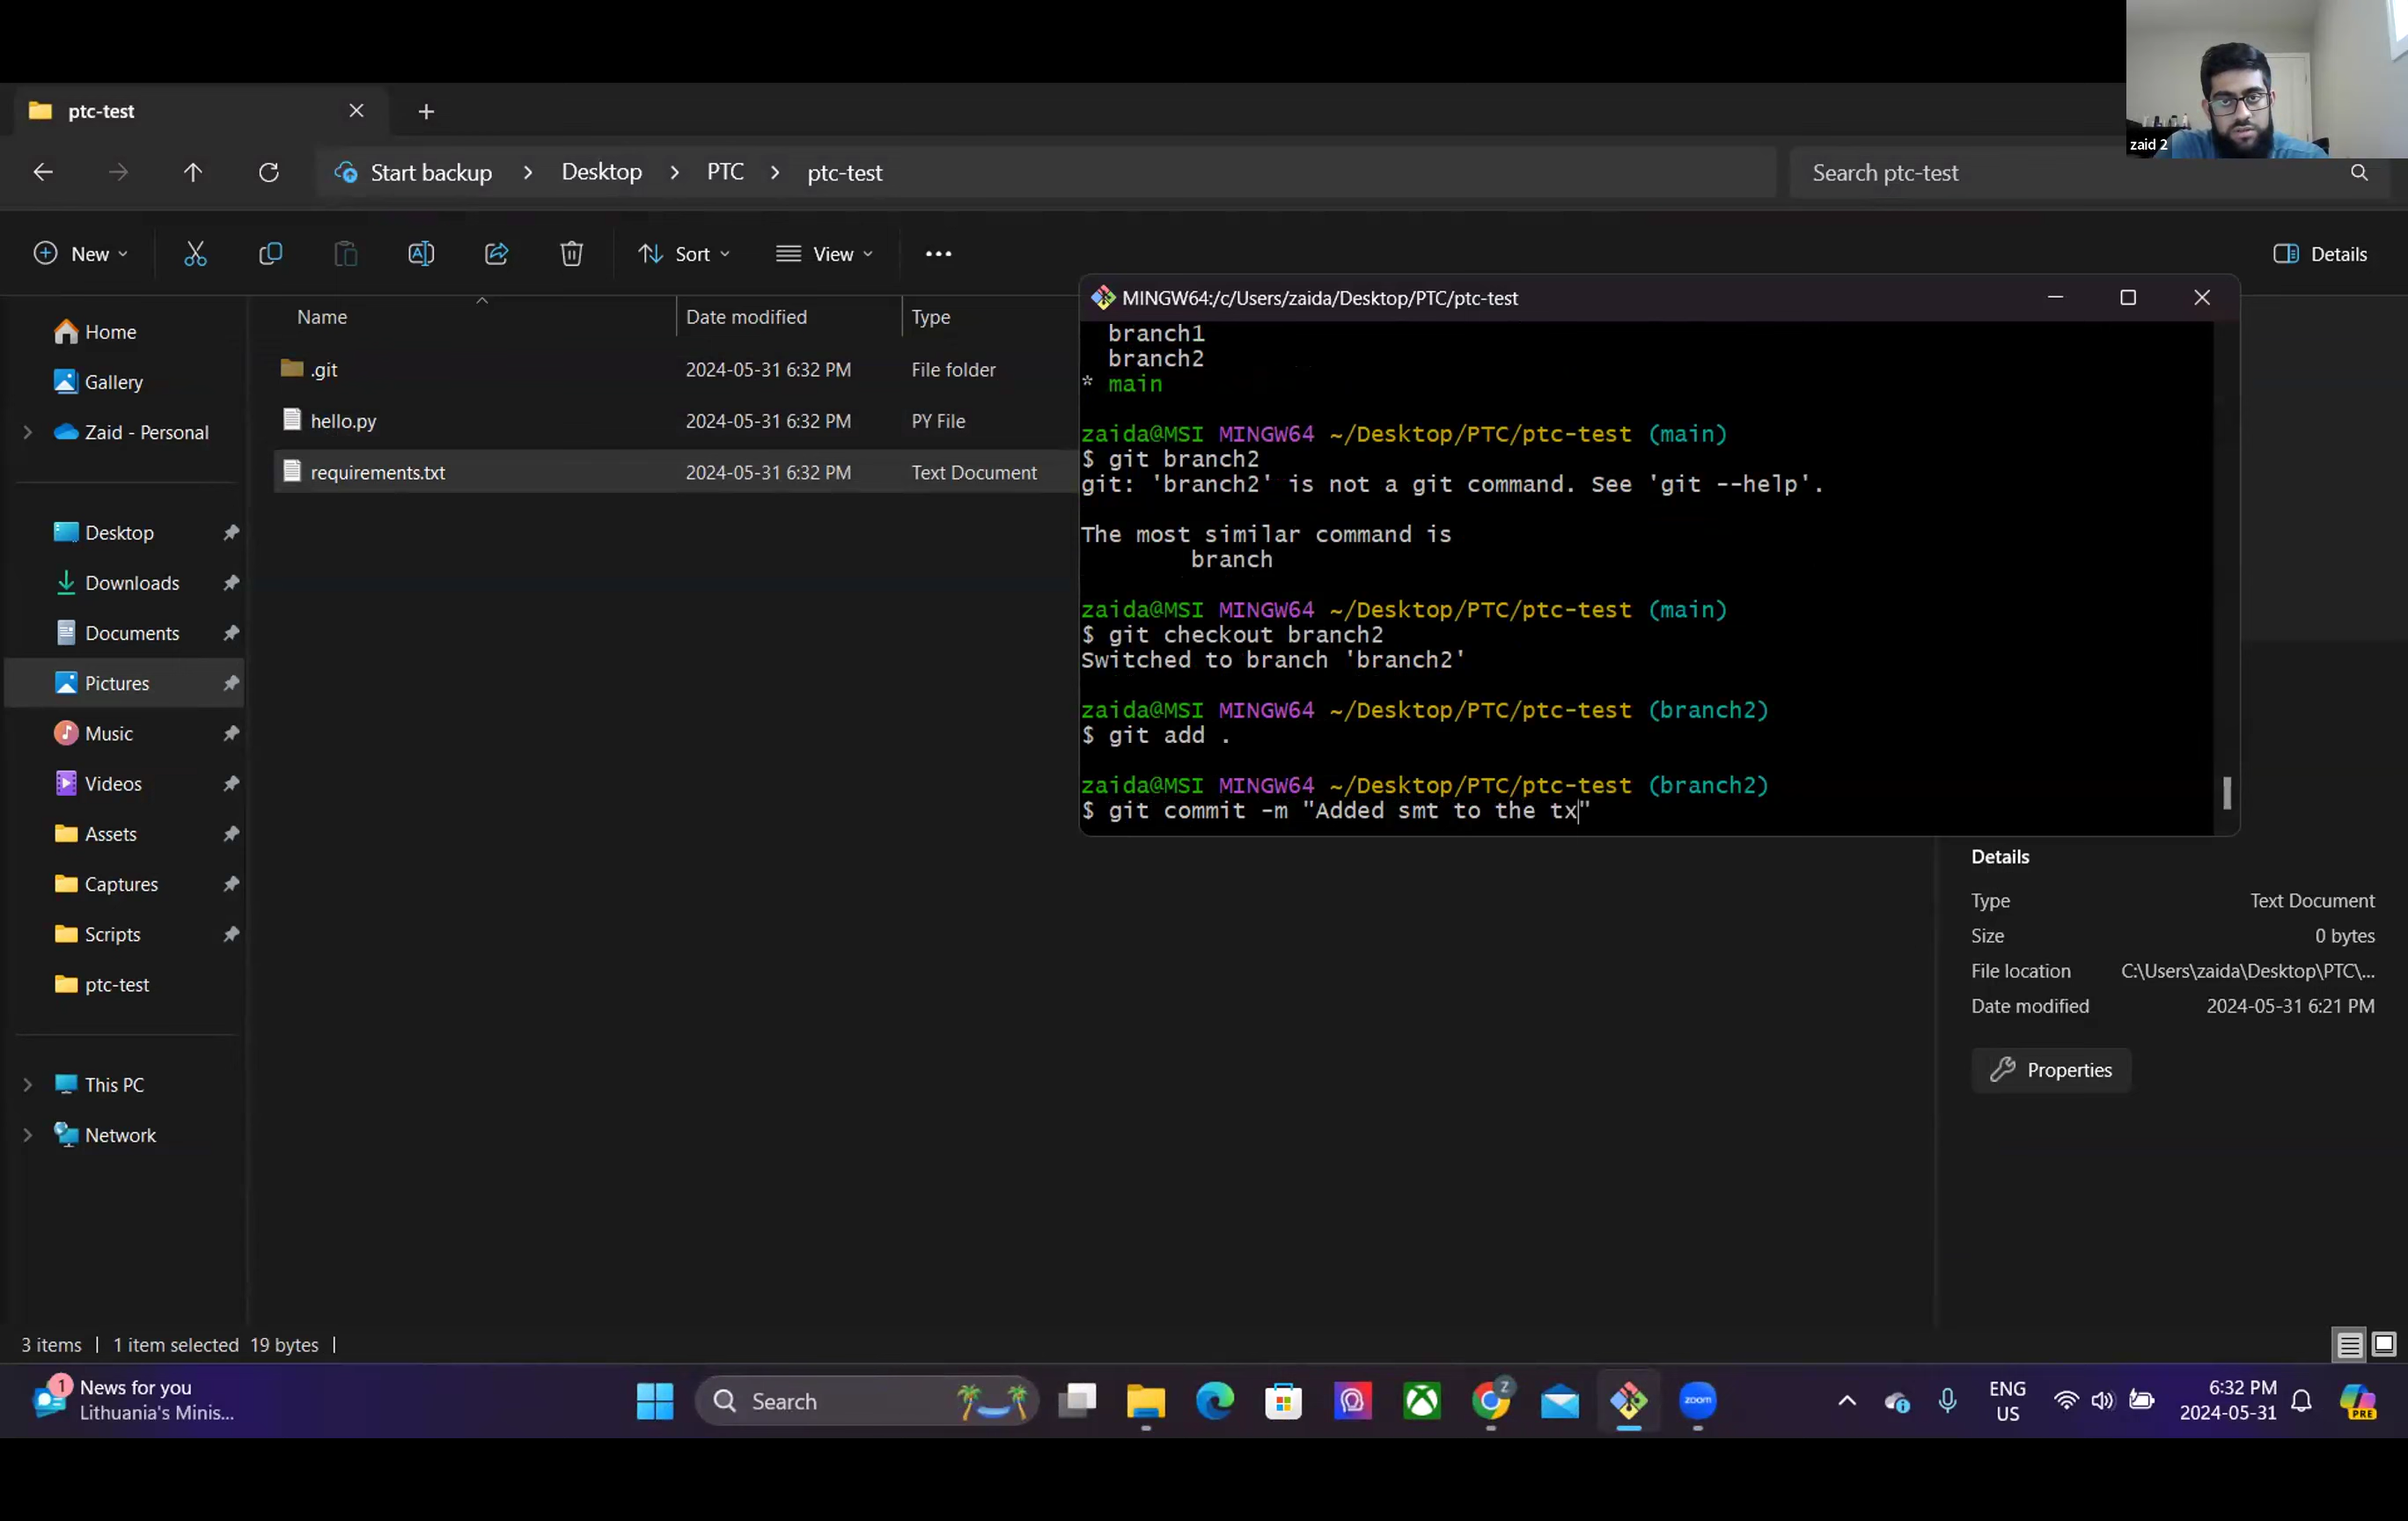 zaid 2
ptc-test
Start backup > Desktop > PTC > ptc-test
Search ptc-test
New
Sort
View
Details
Name
Date modified
Type
.git
2024-05-31 6:32 PM
File folder
hello.py
2024-05-31 6:32 PM
PY File
requirements.txt
2024-05-31 6:32 PM
Text Document
Home
Gallery
Zaid - Personal
Desktop
Downloads
Documents
Pictures
Music
Videos
Assets
Captures
Scripts
ptc-test
This PC
Network
MINGW64:/c/Users/zaida/Desktop/PTC/ptc-test
branch1
branch2
* main
zaida@MSI MINGW64 ~/Desktop/PTC/ptc-test (main)
$ git branch2
git: 'branch2' is not a git command. See 'git --help'.
The most similar command is
branch
zaida@MSI MINGW64 ~/Desktop/PTC/ptc-test (main)
$ git checkout branch2
Switched to branch 'branch2'
zaida@MSI MINGW64 ~/Desktop/PTC/ptc-test (branch2)
$ git add .
zaida@MSI MINGW64 ~/Desktop/PTC/ptc-test (branch2)
$ git commit -m "Added smt to the tx"
Details
Type
Text Document
Size
0 bytes
File location
C:\Users\zaida\Desktop\PTC\...
Date modified
2024-05-31 6:21 PM
Properties
3 items | 1 item selected 19 bytes |
1
News for you
Lithuania's Minis...
Search
Z
zoom
ENG
US
6:32 PM
2024-05-31
PRE